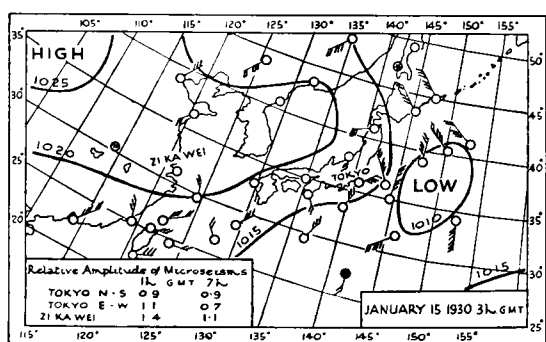 105° 110° 115° 120° 125° 130° 135° 140° 145° 150° 155°
50°
HIGH
35°
1025
45°
30°
1020
ZI KA WEI
TOKYO
LOW
40°
25°
1010
35°
20°
1015
1015
30°
Relative Amplitude of Microseisms
1h GMT 7h
TOKYO N-S 0.9 0.9
TOKYO E-W 1.1 0.7
ZI KA WEI 1.4 1.1
JANUARY 15 1930 3h GMT
25°
115° 120° 125° 130° 135° 140° 145° 150°